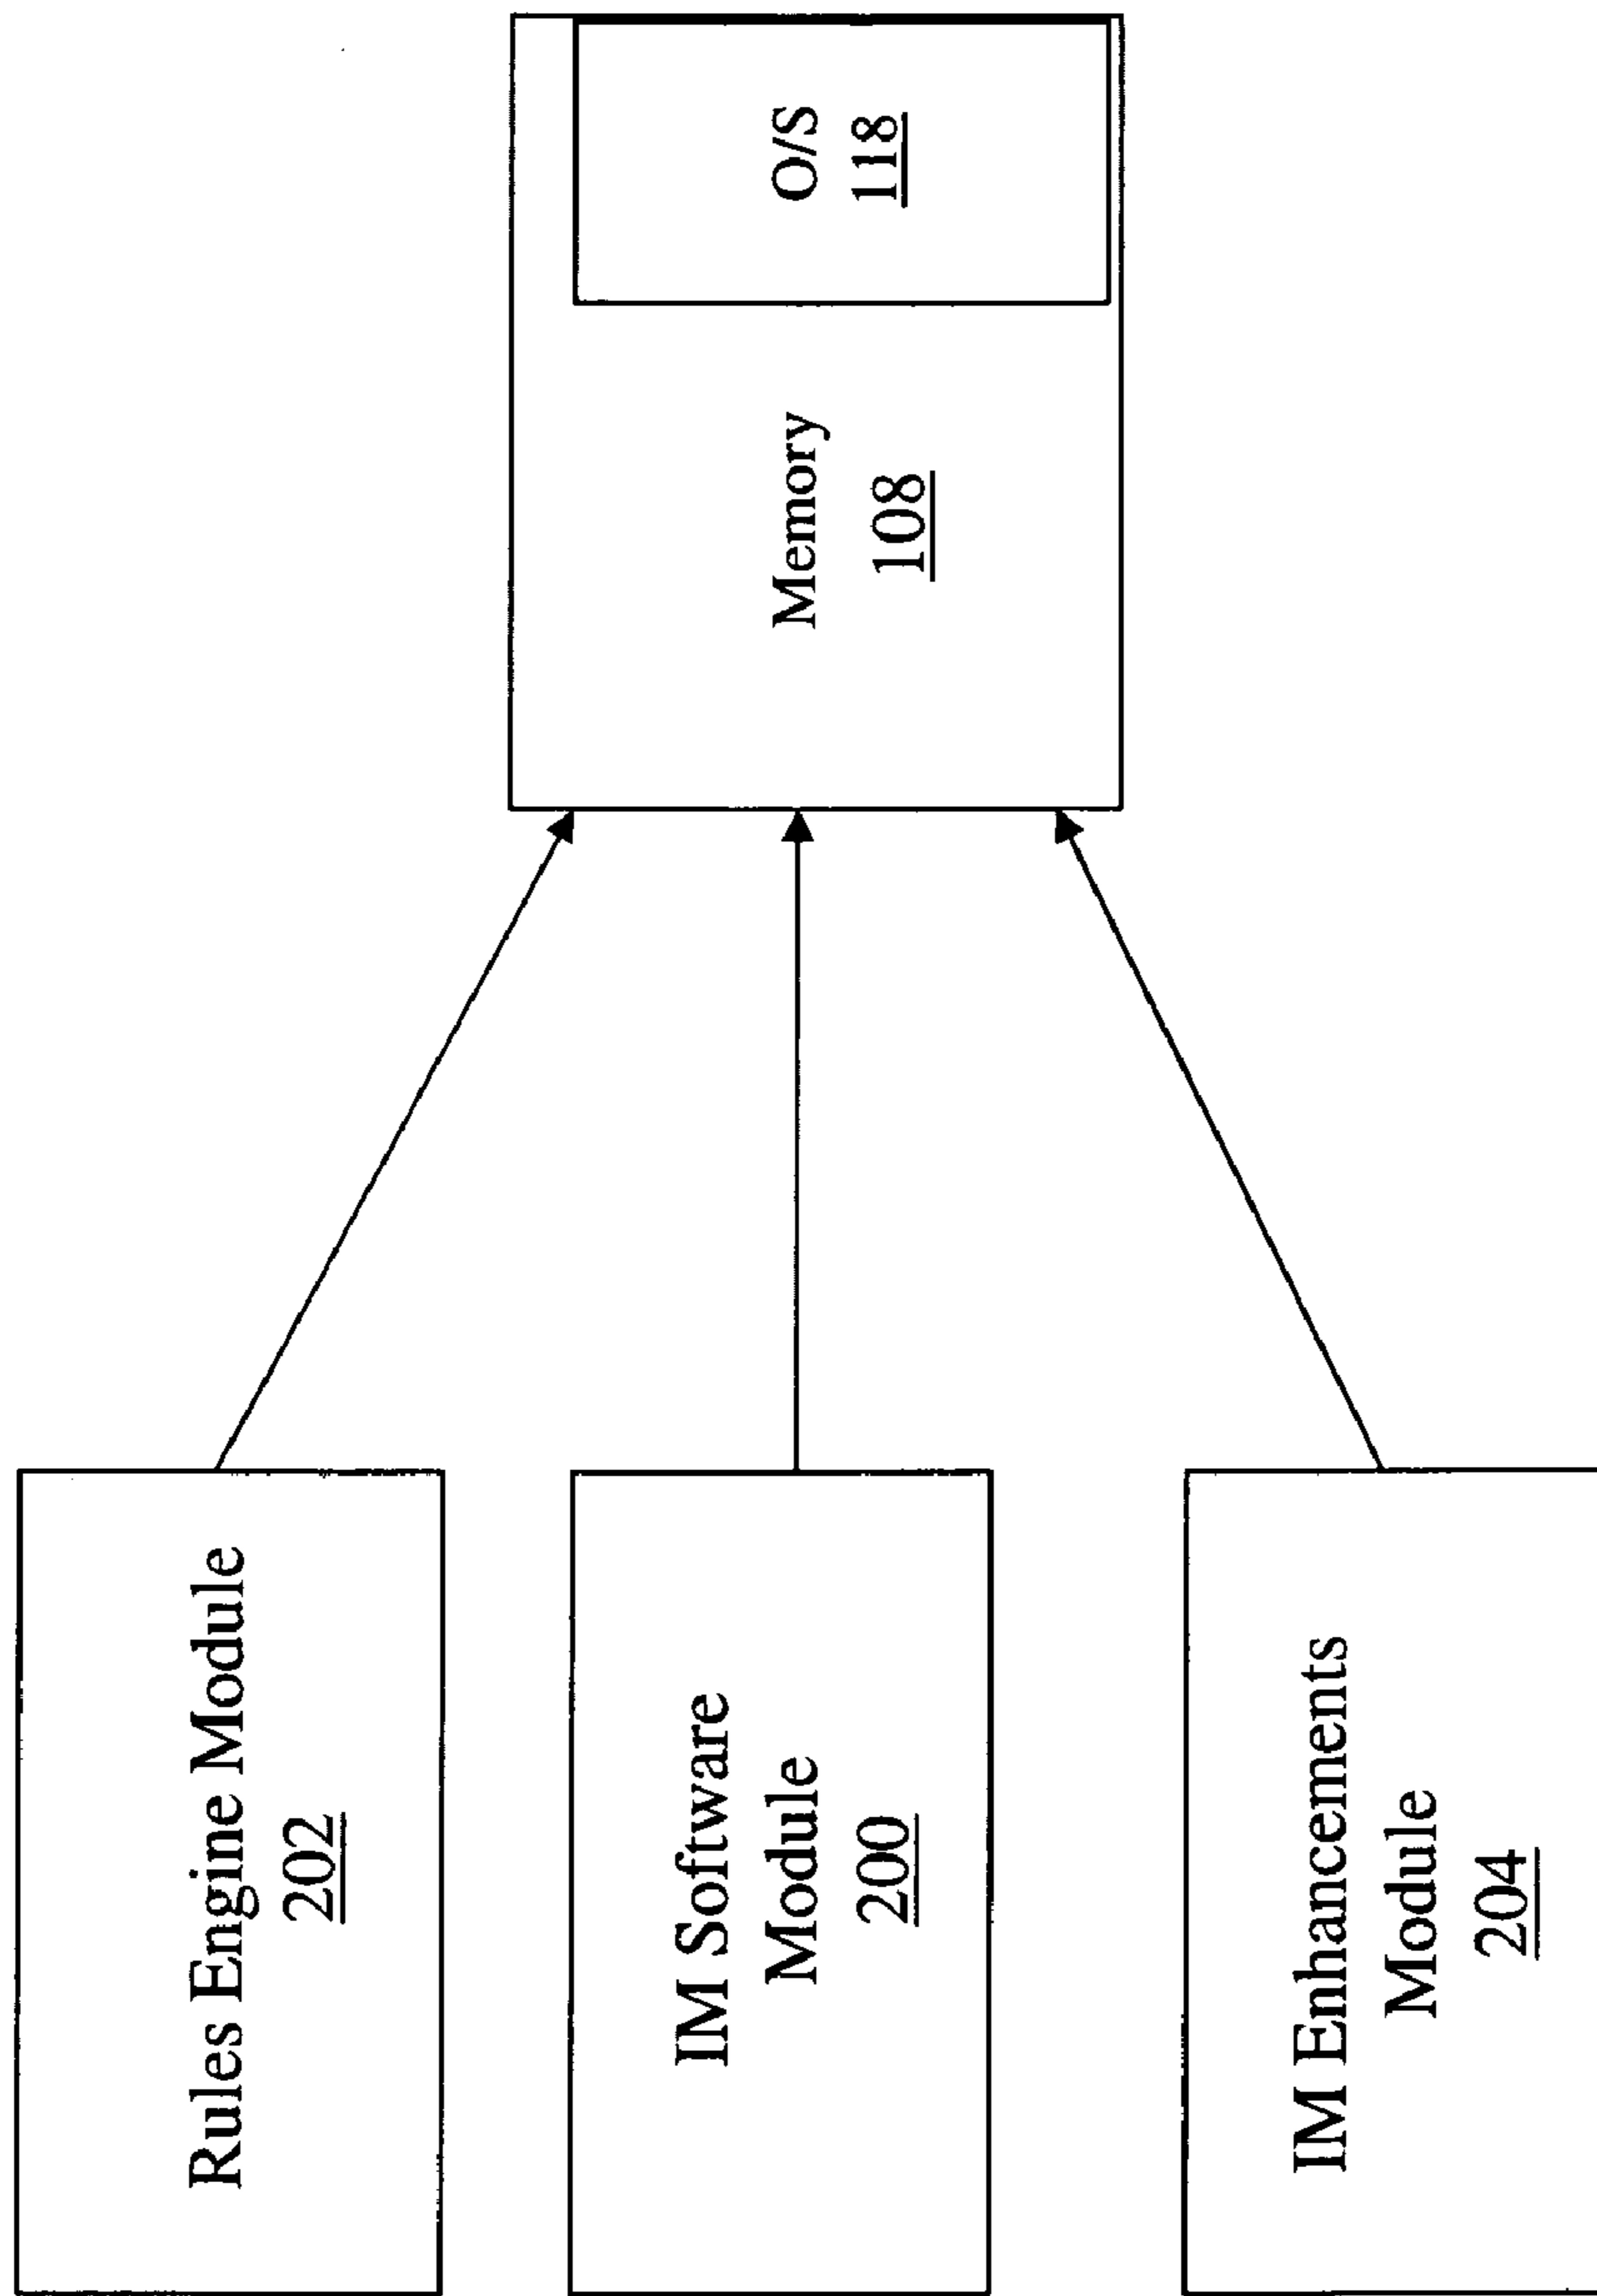 Rules Engine Module
202
IM Software
Module
200
IM Enhancements
Module
204
Memory
108
O/S
118